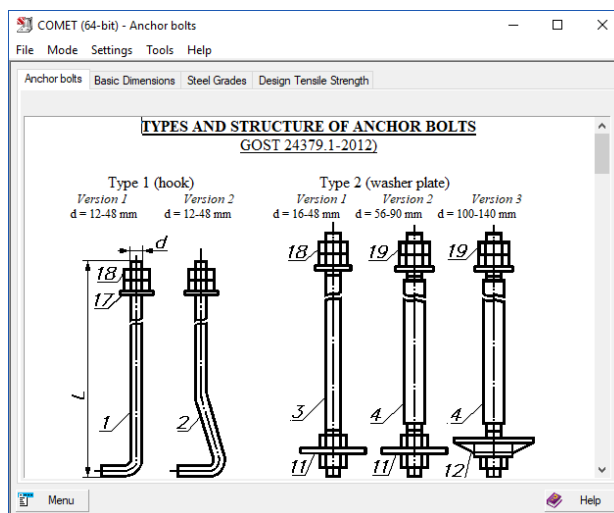 COMET (64-bit) - Anchor bolts
File Mode Settings Tools Help
Anchor bolts Basic Dimensions Steel Grades Design Tensile Strength
TYPES AND STRUCTURE OF ANCHOR BOLTS
GOST 24379.1-2012)
Type 1 (hook) Type 2 (washer plate)
Version 1 Version 2 Version 1 Version 2 Version 3
d = 12-48 mm d = 12-48 mm d = 16-48 mm d = 56-90 mm d = 100-140 mm
d
18 18 19 19
17
L
1 2 3 4 4
11 11 12
Menu Help